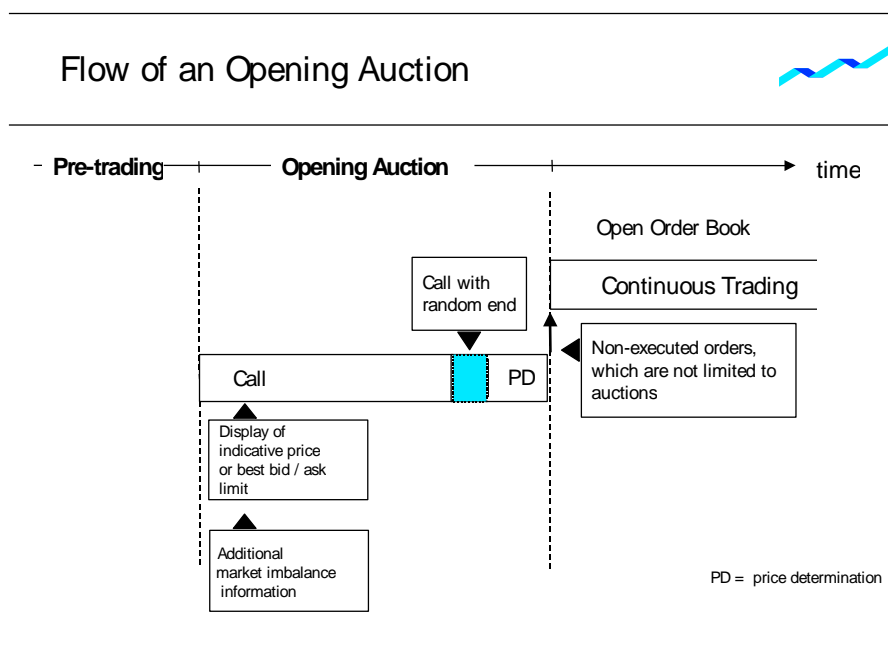 Flow of an Opening Auction
Pre-trading
Opening Auction
time
Open Order Book
Continuous Trading
Call with
random end
Non-executed orders,
which are not limited to
auctions
Call
PD
Display of
indicative price
or best bid / ask
limit
Additional
market imbalance
information
PD = price determination